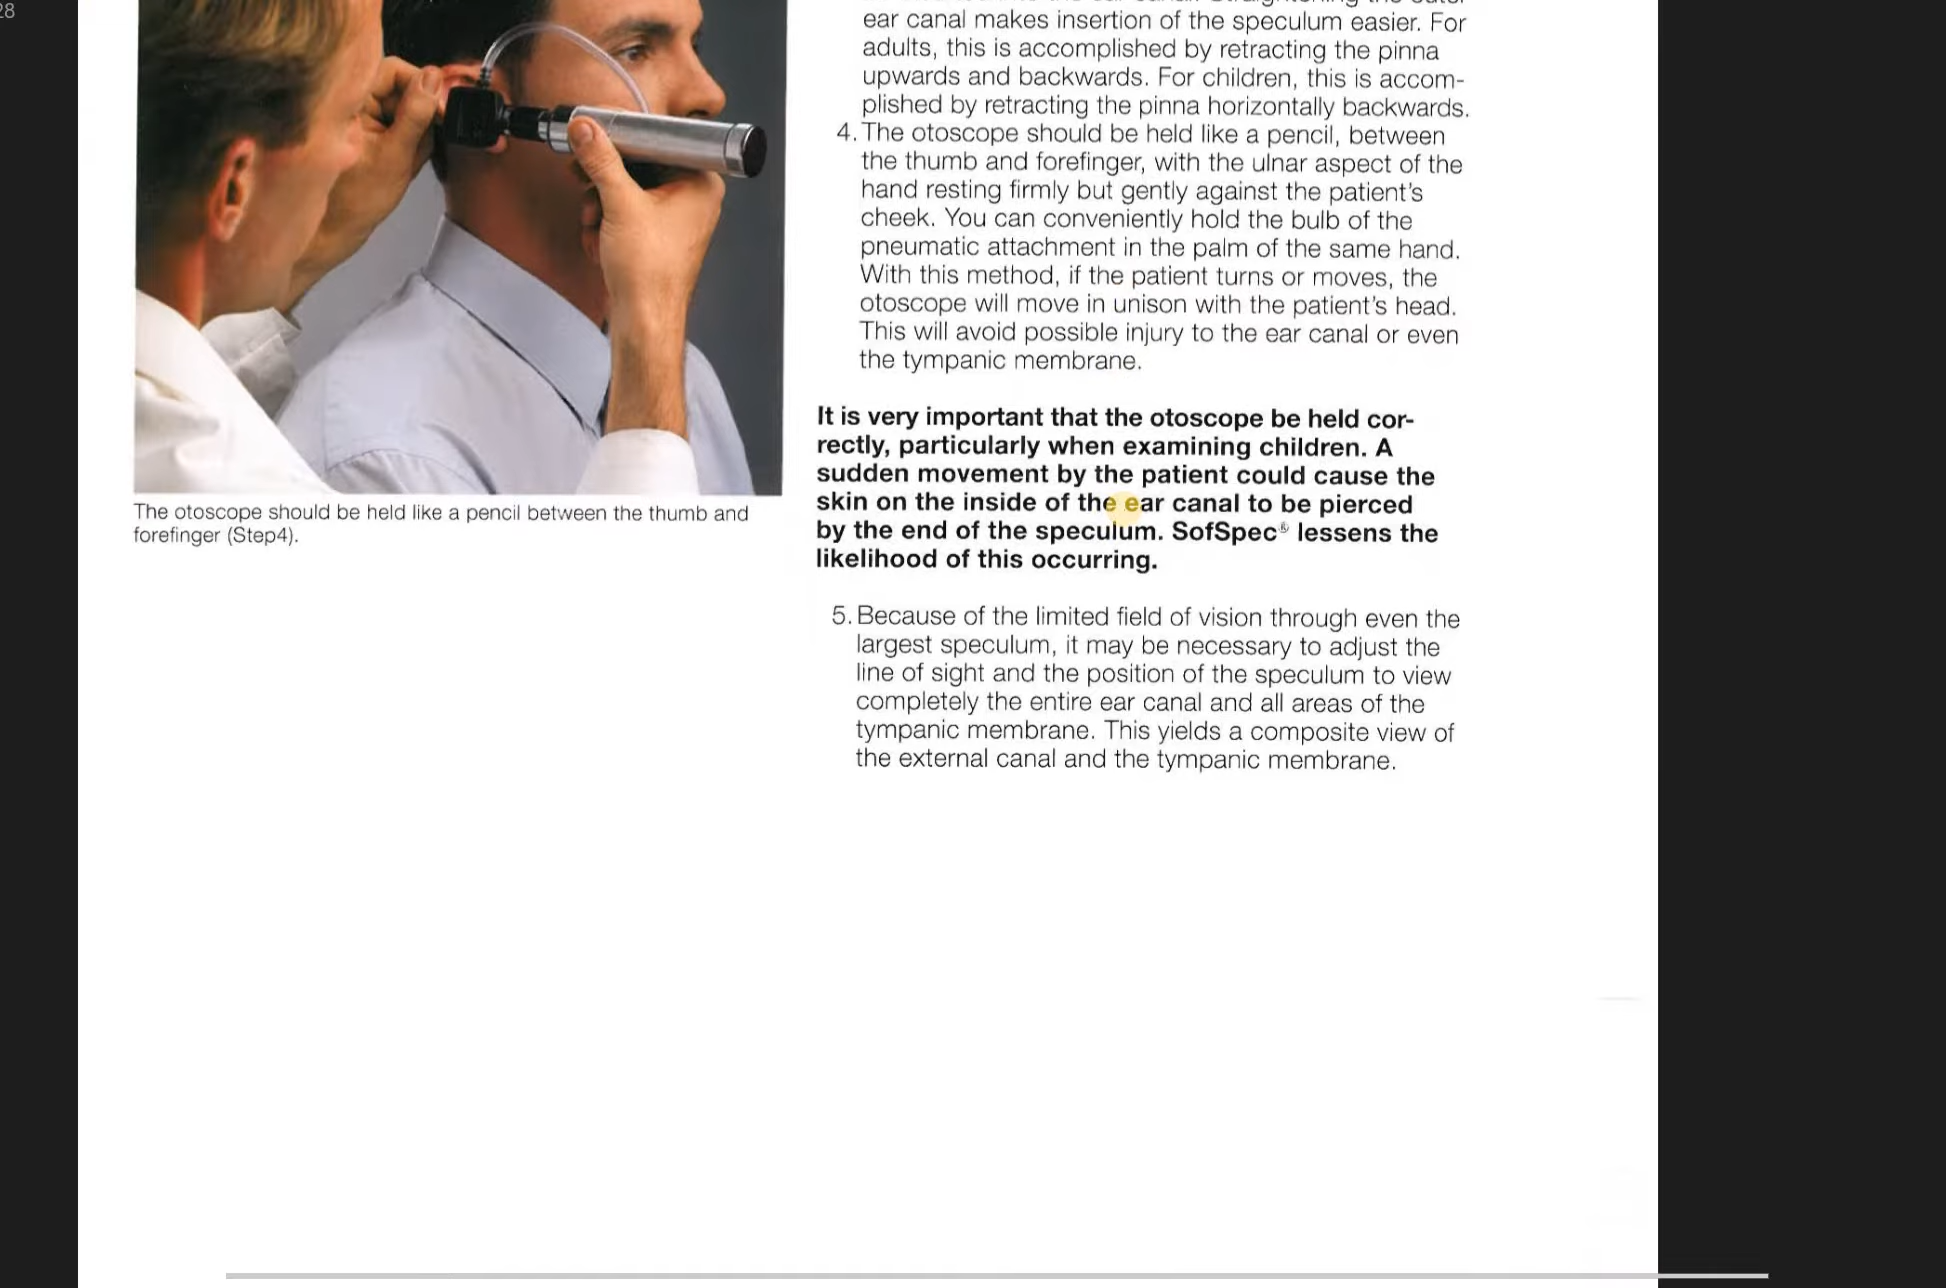 28
The otoscope should be held like a pencil between the thumb and
forefinger (Step4).
ear canal makes insertion of the speculum easier. For
adults, this is accomplished by retracting the pinna
upwards and backwards. For children, this is accom-
plished by retracting the pinna horizontally backwards.
4. The otoscope should be held like a pencil, between
the thumb and forefinger, with the ulnar aspect of the
hand resting firmly but gently against the patient's
cheek. You can conveniently hold the bulb of the
pneumatic attachment in the palm of the same hand.
With this method, if the patient turns or moves, the
otoscope will move in unison with the patient's head.
This will avoid possible injury to the ear canal or even
the tympanic membrane.
It is very important that the otoscope be held cor-
rectly, particularly when examining children. A
sudden movement by the patient could cause the
skin on the inside of the ear canal to be pierced
by the end of the speculum. SofSpec® lessens the
likelihood of this occurring.
5. Because of the limited field of vision through even the
largest speculum, it may be necessary to adjust the
line of sight and the position of the speculum to view
completely the entire ear canal and all areas of the
tympanic membrane. This yields a composite view of
the external canal and the tympanic membrane.